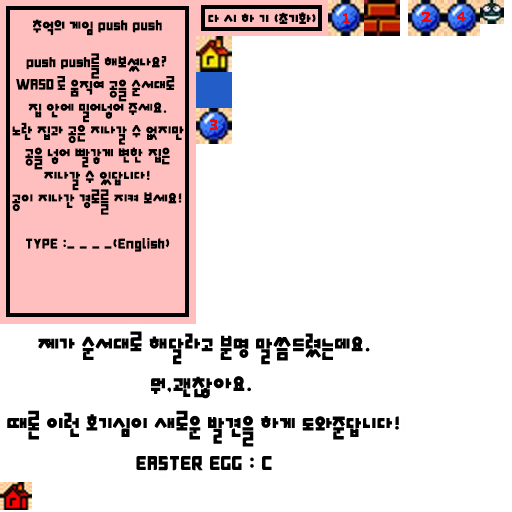 추억의 게임 push push
push push를 해보셨나요?
WASD 로 움직여 공을 순서대로
집 안에 밀어넣어 주세요.
노란 집과 공은 지나갈 수 없지만
공을 넣어 빨갛게 변한 집은
지나갈 수 있답니다!
공이 지나간 경로를 지켜 보세요!
TYPE :_ _ _ _(English)
다 시 하 기 (초기화)
1
2
4
3
제가 순서대로 해달라고 분명 말씀드렸는데요.
뭐,괜찮아요.
때론 이런 호기심이 새로운 발견을 하게 도와준답니다!
EASTER EGG : C